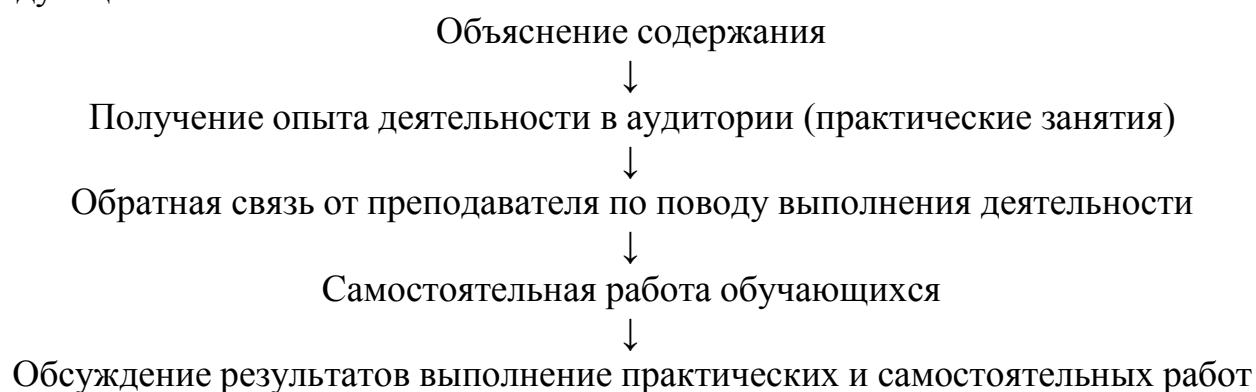 Объяснение содержания
↓
Получение опыта деятельности в аудитории (практические занятия)
↓
Обратная связь от преподавателя по поводу выполнения деятельности
↓
Самостоятельная работа обучающихся
↓
Обсуждение результатов выполнение практических и самостоятельных работ